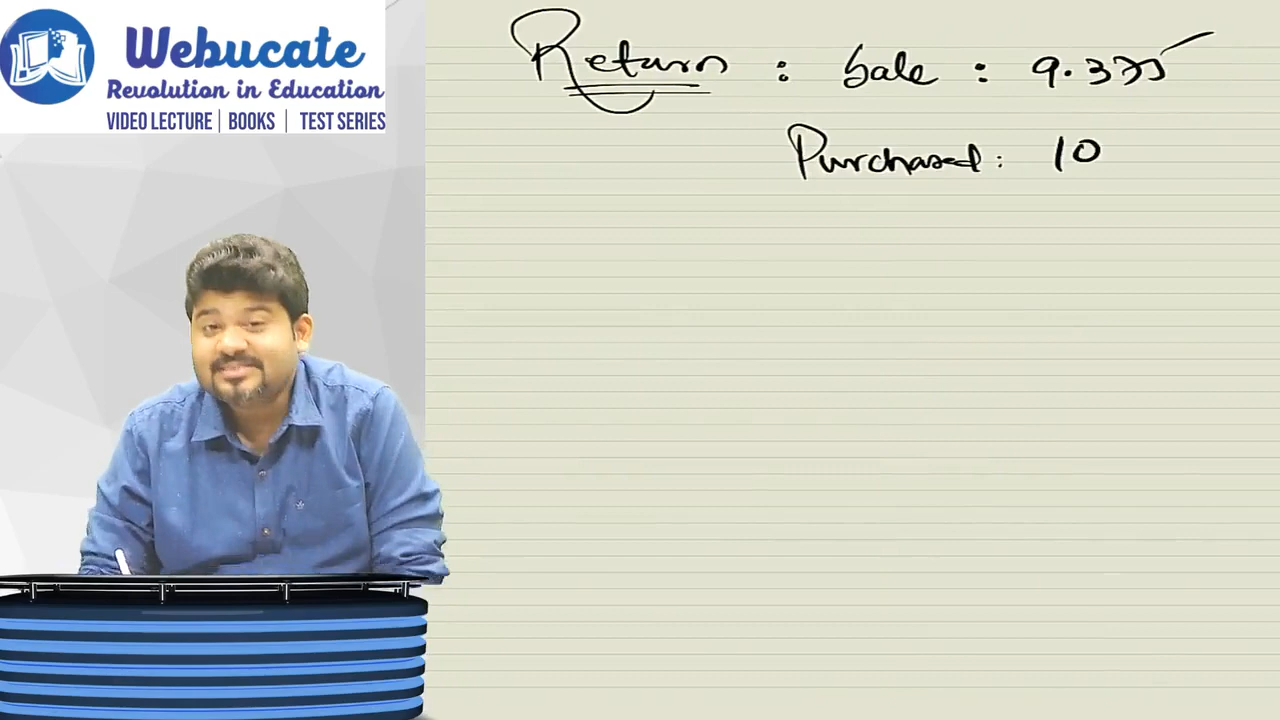 Webucate
Revolution in Education
VIDEO LECTURE | BOOKS | TEST SERIES
Return : Sale : 9.375
Purchased : 10